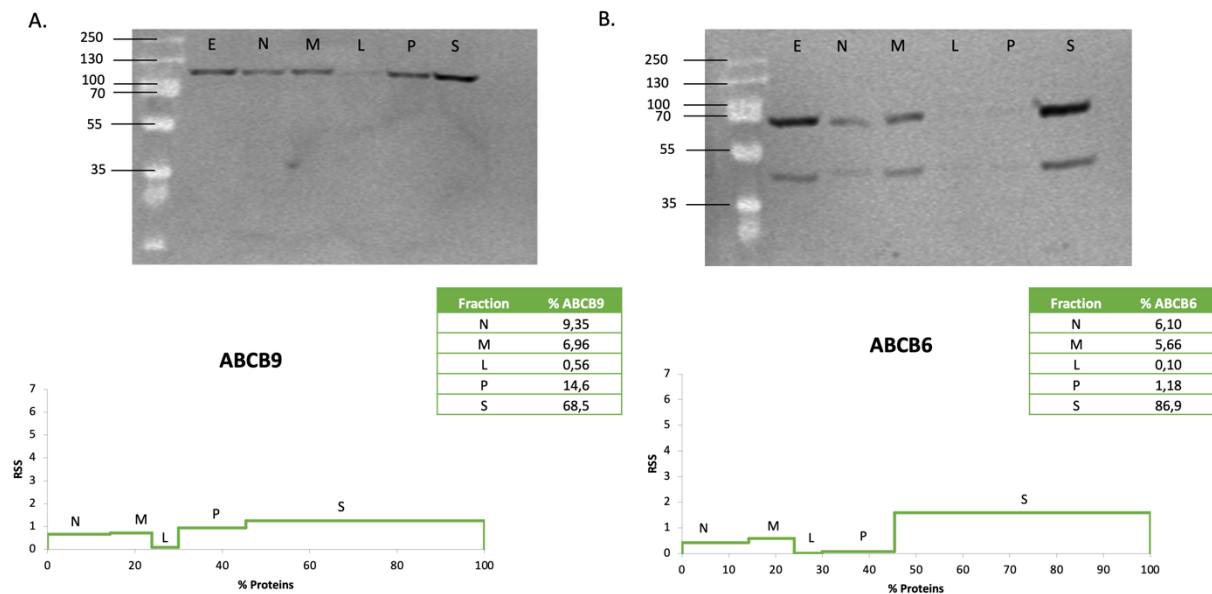 A.
250
130
100
70
55
35
E N M L P S
B.
250
130
100
70
55
35
E N M L P S
Fraction % ABCB9
N 9,35
M 6,96
L 0,56
P 14,6
S 68,5
ABCB9
RSS
7
6
5
4
3
2
1
0
N M L P S
0 20 40 60 80 100
% Proteins
Fraction % ABCB6
N 6,10
M 5,66
L 0,10
P 1,18
S 86,9
ABCB6
RSS
7
6
5
4
3
2
1
0
N M L P S
0 10 20 30 40 50 60 70 80 90 100
% Proteins